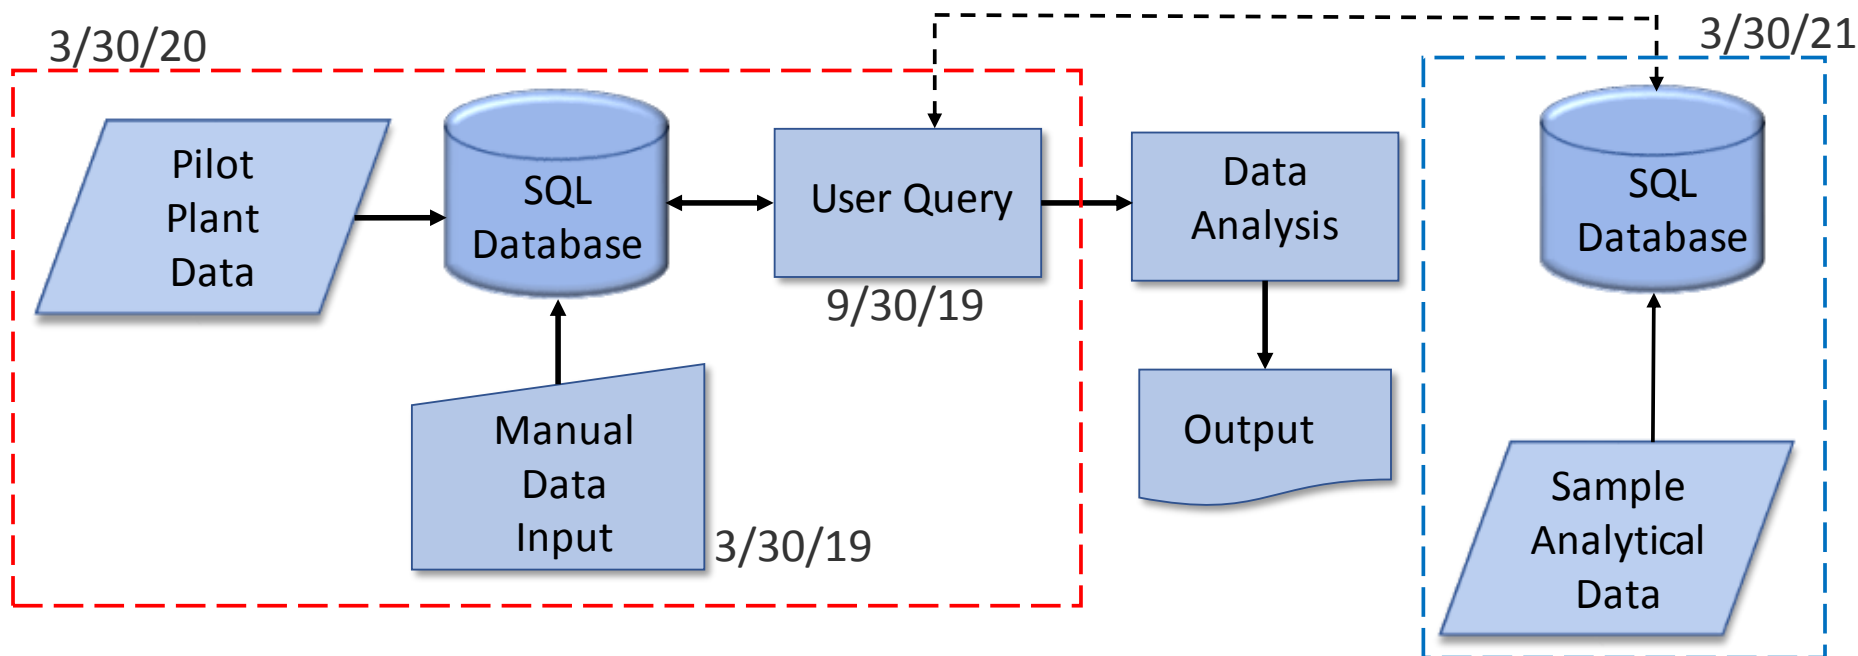 3/30/20
3/30/21
Pilot
Plant
Data
SQL
Database
User Query
9/30/19
Data
Analysis
SQL
Database
Manual
Data
Input
3/30/19
Output
Sample
Analytical
Data